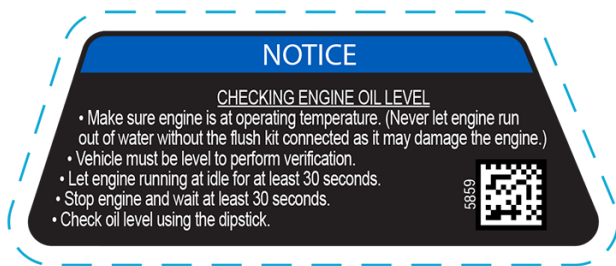 NOTICE
CHECKING ENGINE OIL LEVEL
• Make sure engine is at operating temperature. (Never let engine run
out of water without the flush kit connected as it may damage the engine.)
• Vehicle must be level to perform verification.
• Let engine running at idle for at least 30 seconds.
• Stop engine and wait at least 30 seconds.
• Check oil level using the dipstick.
5859